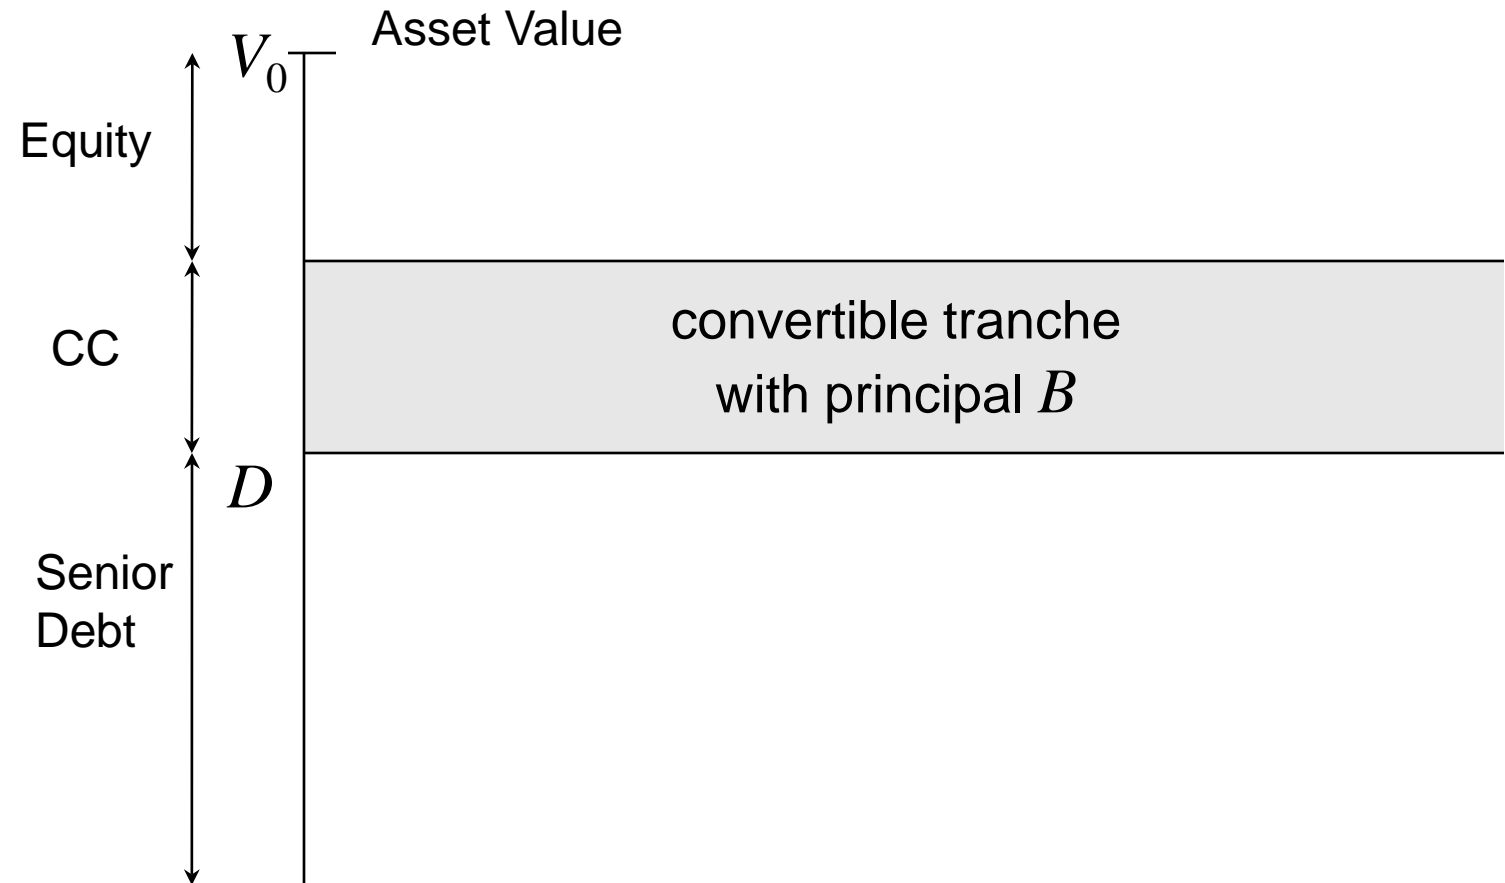 Asset Value
V₀
Equity
CC
convertible tranche
with principal B
D
Senior
Debt